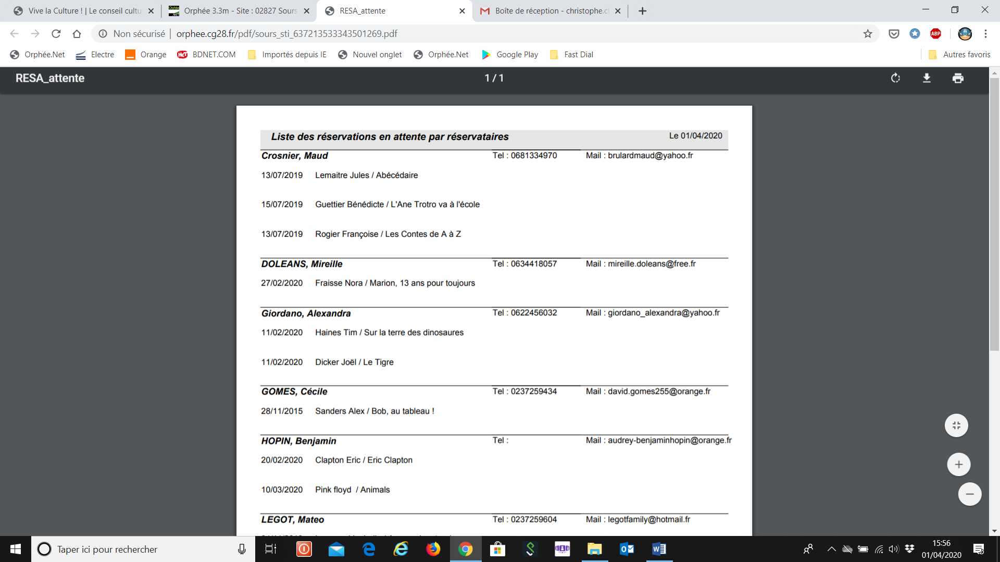 Vive la Culture ! | Le conseil cultu
Orphée 3.3m - Site : 02827 Sours
RESA_attente
Boîte de réception - christophe.cl
Non sécurisé | orphee.cg28.fr/pdf/sours_sti_637213533343501269.pdf
ABP
Orphée.Net
Electre
Orange
BDNET.COM
Importés depuis IE
Nouvel onglet
Orphée.Net
Google Play
Fast Dial
Autres favoris
RESA_attente
1 / 1
Liste des réservations en attente par réservataires
Le 01/04/2020
Crosnier, Maud Tel : 0681334970 Mail : brulardmaud@yahoo.fr
13/07/2019 Lemaitre Jules / Abécédaire
15/07/2019 Guettier Bénédicte / L'Ane Trotro va à l'école
13/07/2019 Rogier Françoise / Les Contes de A à Z
DOLEANS, Mireille Tel : 0634418057 Mail : mireille.doleans@free.fr
27/02/2020 Fraisse Nora / Marion, 13 ans pour toujours
Giordano, Alexandra Tel : 0622456032 Mail : giordano_alexandra@yahoo.fr
11/02/2020 Haines Tim / Sur la terre des dinosaures
11/02/2020 Dicker Joël / Le Tigre
GOMES, Cécile Tel : 0237259434 Mail : david.gomes255@orange.fr
28/11/2015 Sanders Alex / Bob, au tableau !
HOPIN, Benjamin Tel : Mail : audrey-benjaminhopin@orange.fr
20/02/2020 Clapton Eric / Eric Clapton
10/03/2020 Pink floyd / Animals
LEGOT, Mateo Tel : 0237259604 Mail : legotfamily@hotmail.fr
Taper ici pour rechercher
15:56
01/04/2020